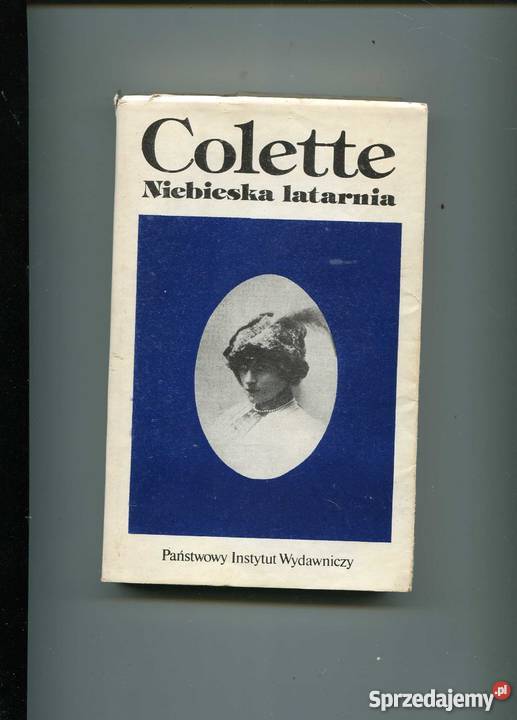 Colette
Niebieska latarnia
Państwowy Instytut Wydawniczy
Sprzedajemy.pl